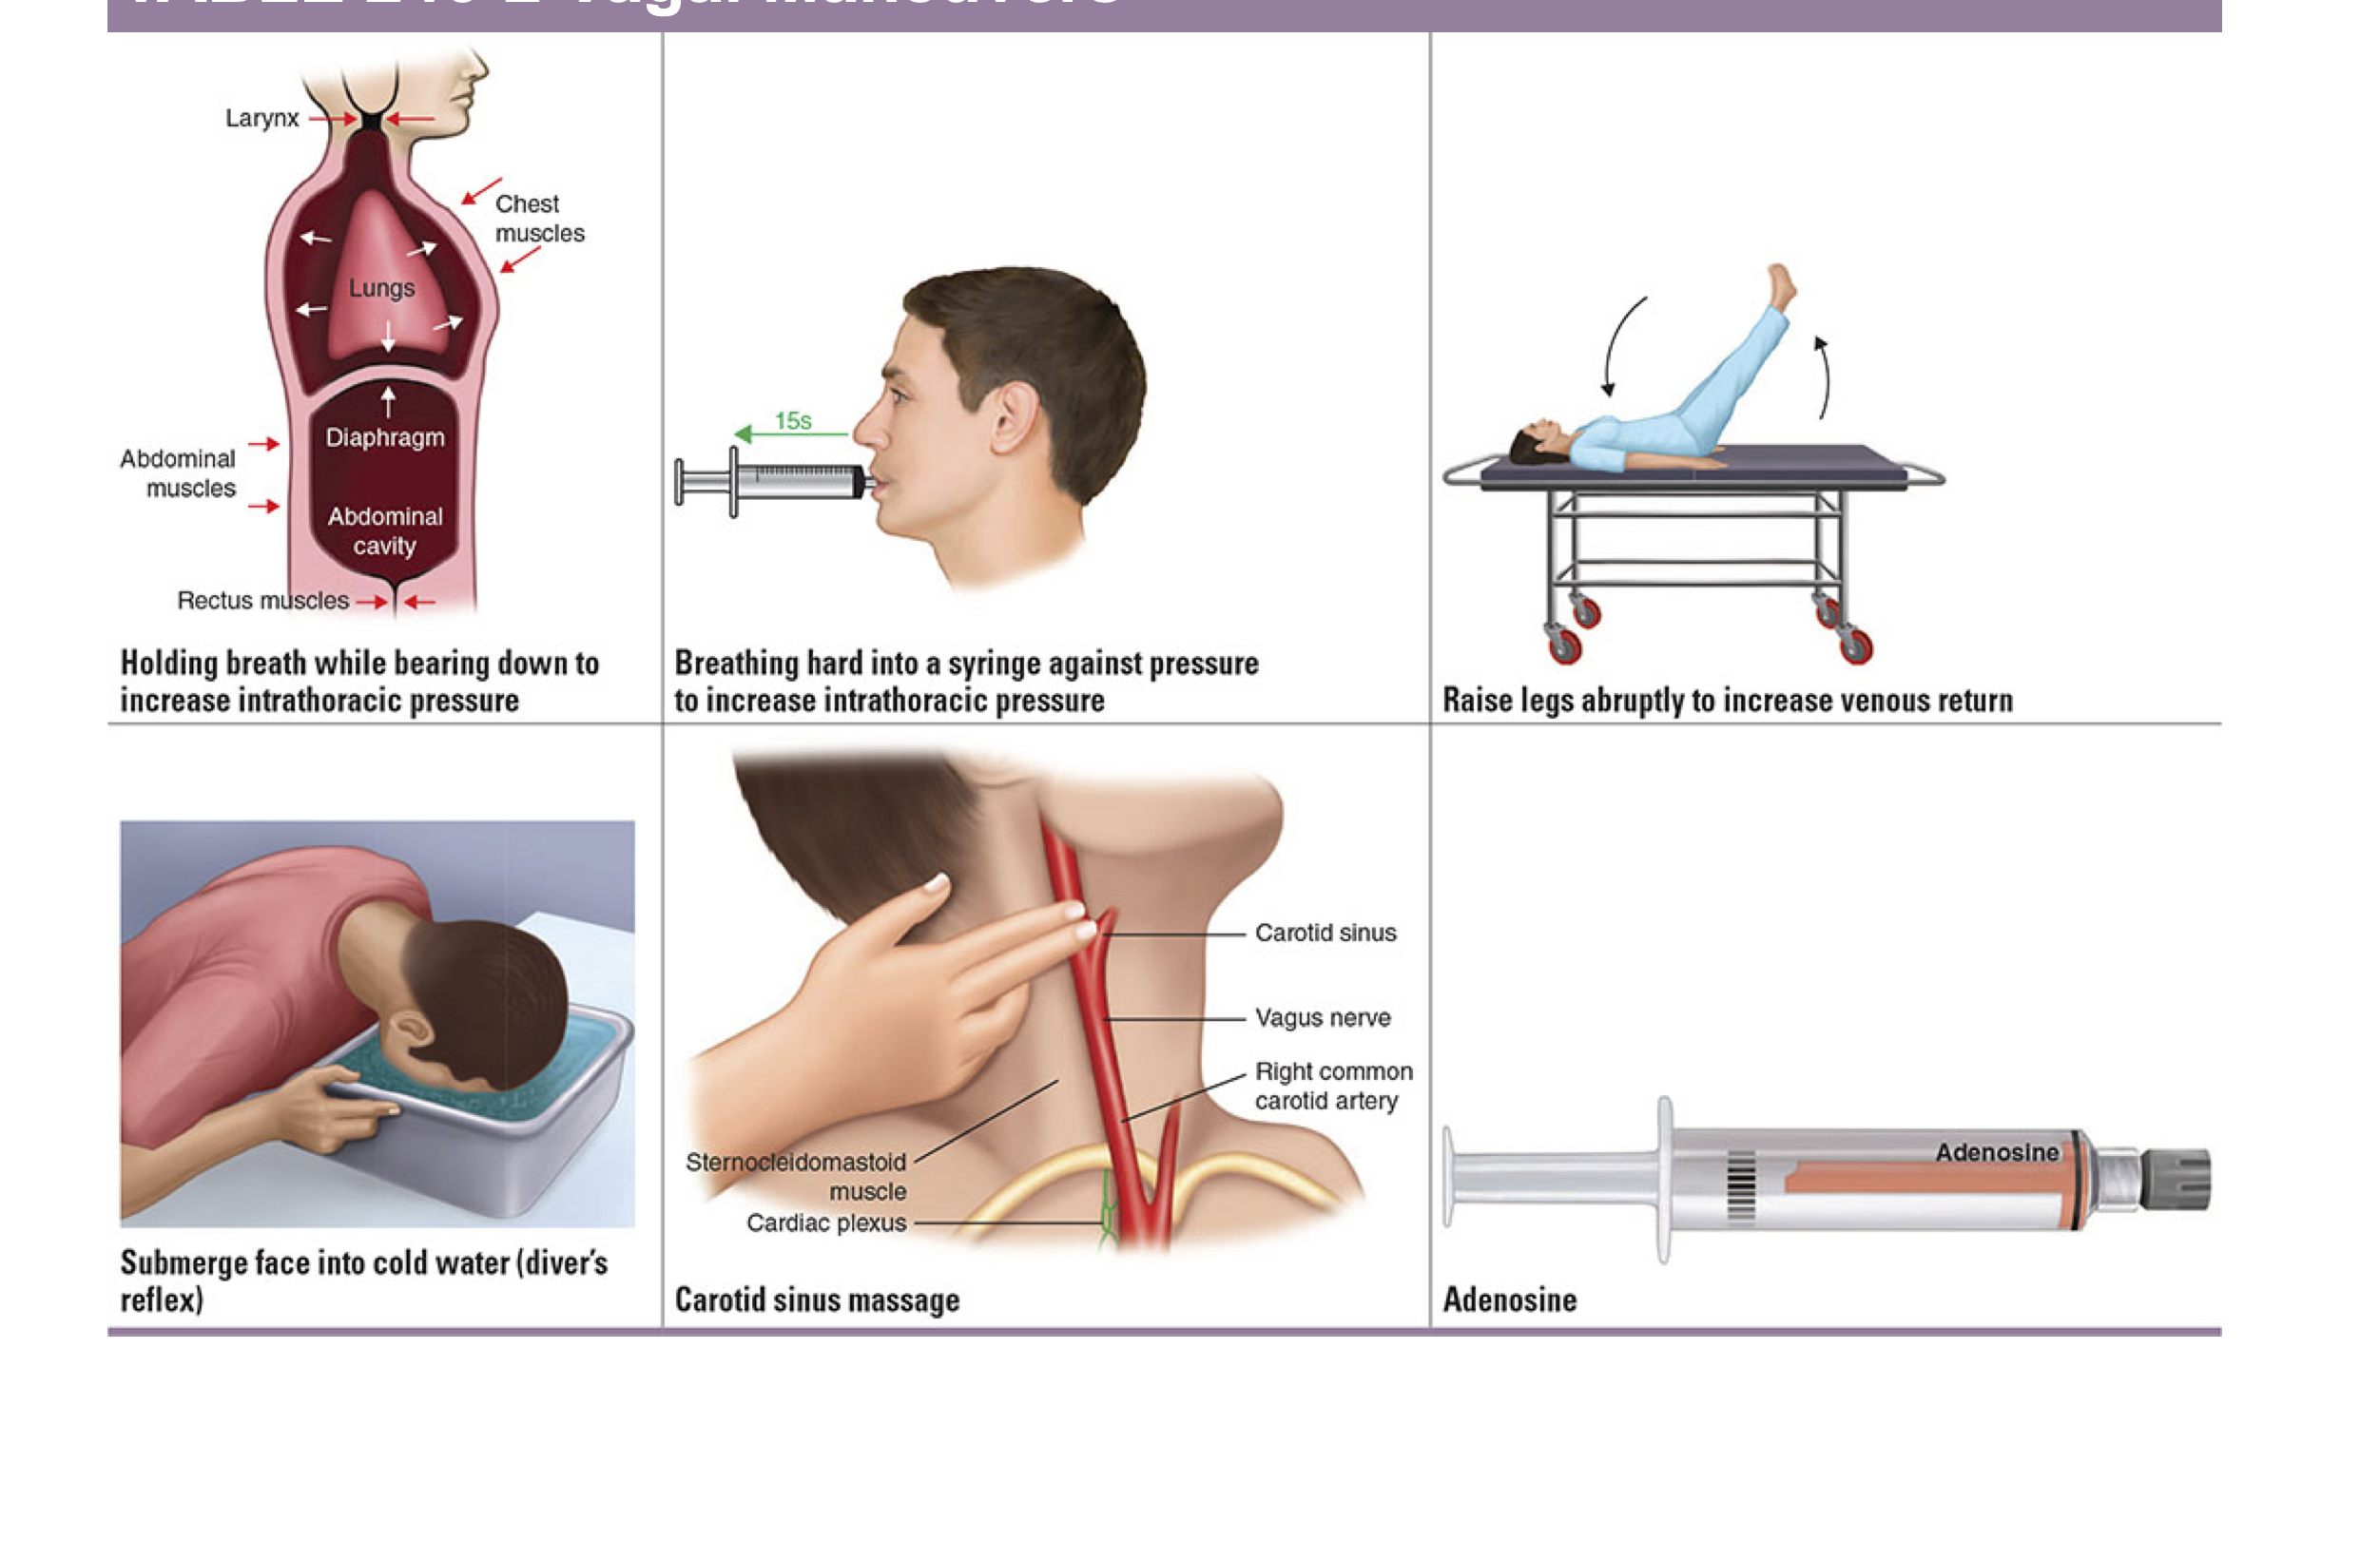 Larynx
Chest
muscles
Lungs
Diaphragm
Abdominal
muscles
Abdominal
cavity
Rectus muscles
Holding breath while bearing down to
increase intrathoracic pressure
15s
Breathing hard into a syringe against pressure
to increase intrathoracic pressure
Raise legs abruptly to increase venous return
Submerge face into cold water (diver’s
reflex)
Carotid sinus
Vagus nerve
Right common
carotid artery
Sternocleidomastoid
muscle
Cardiac plexus
Carotid sinus massage
Adenosine
Adenosine